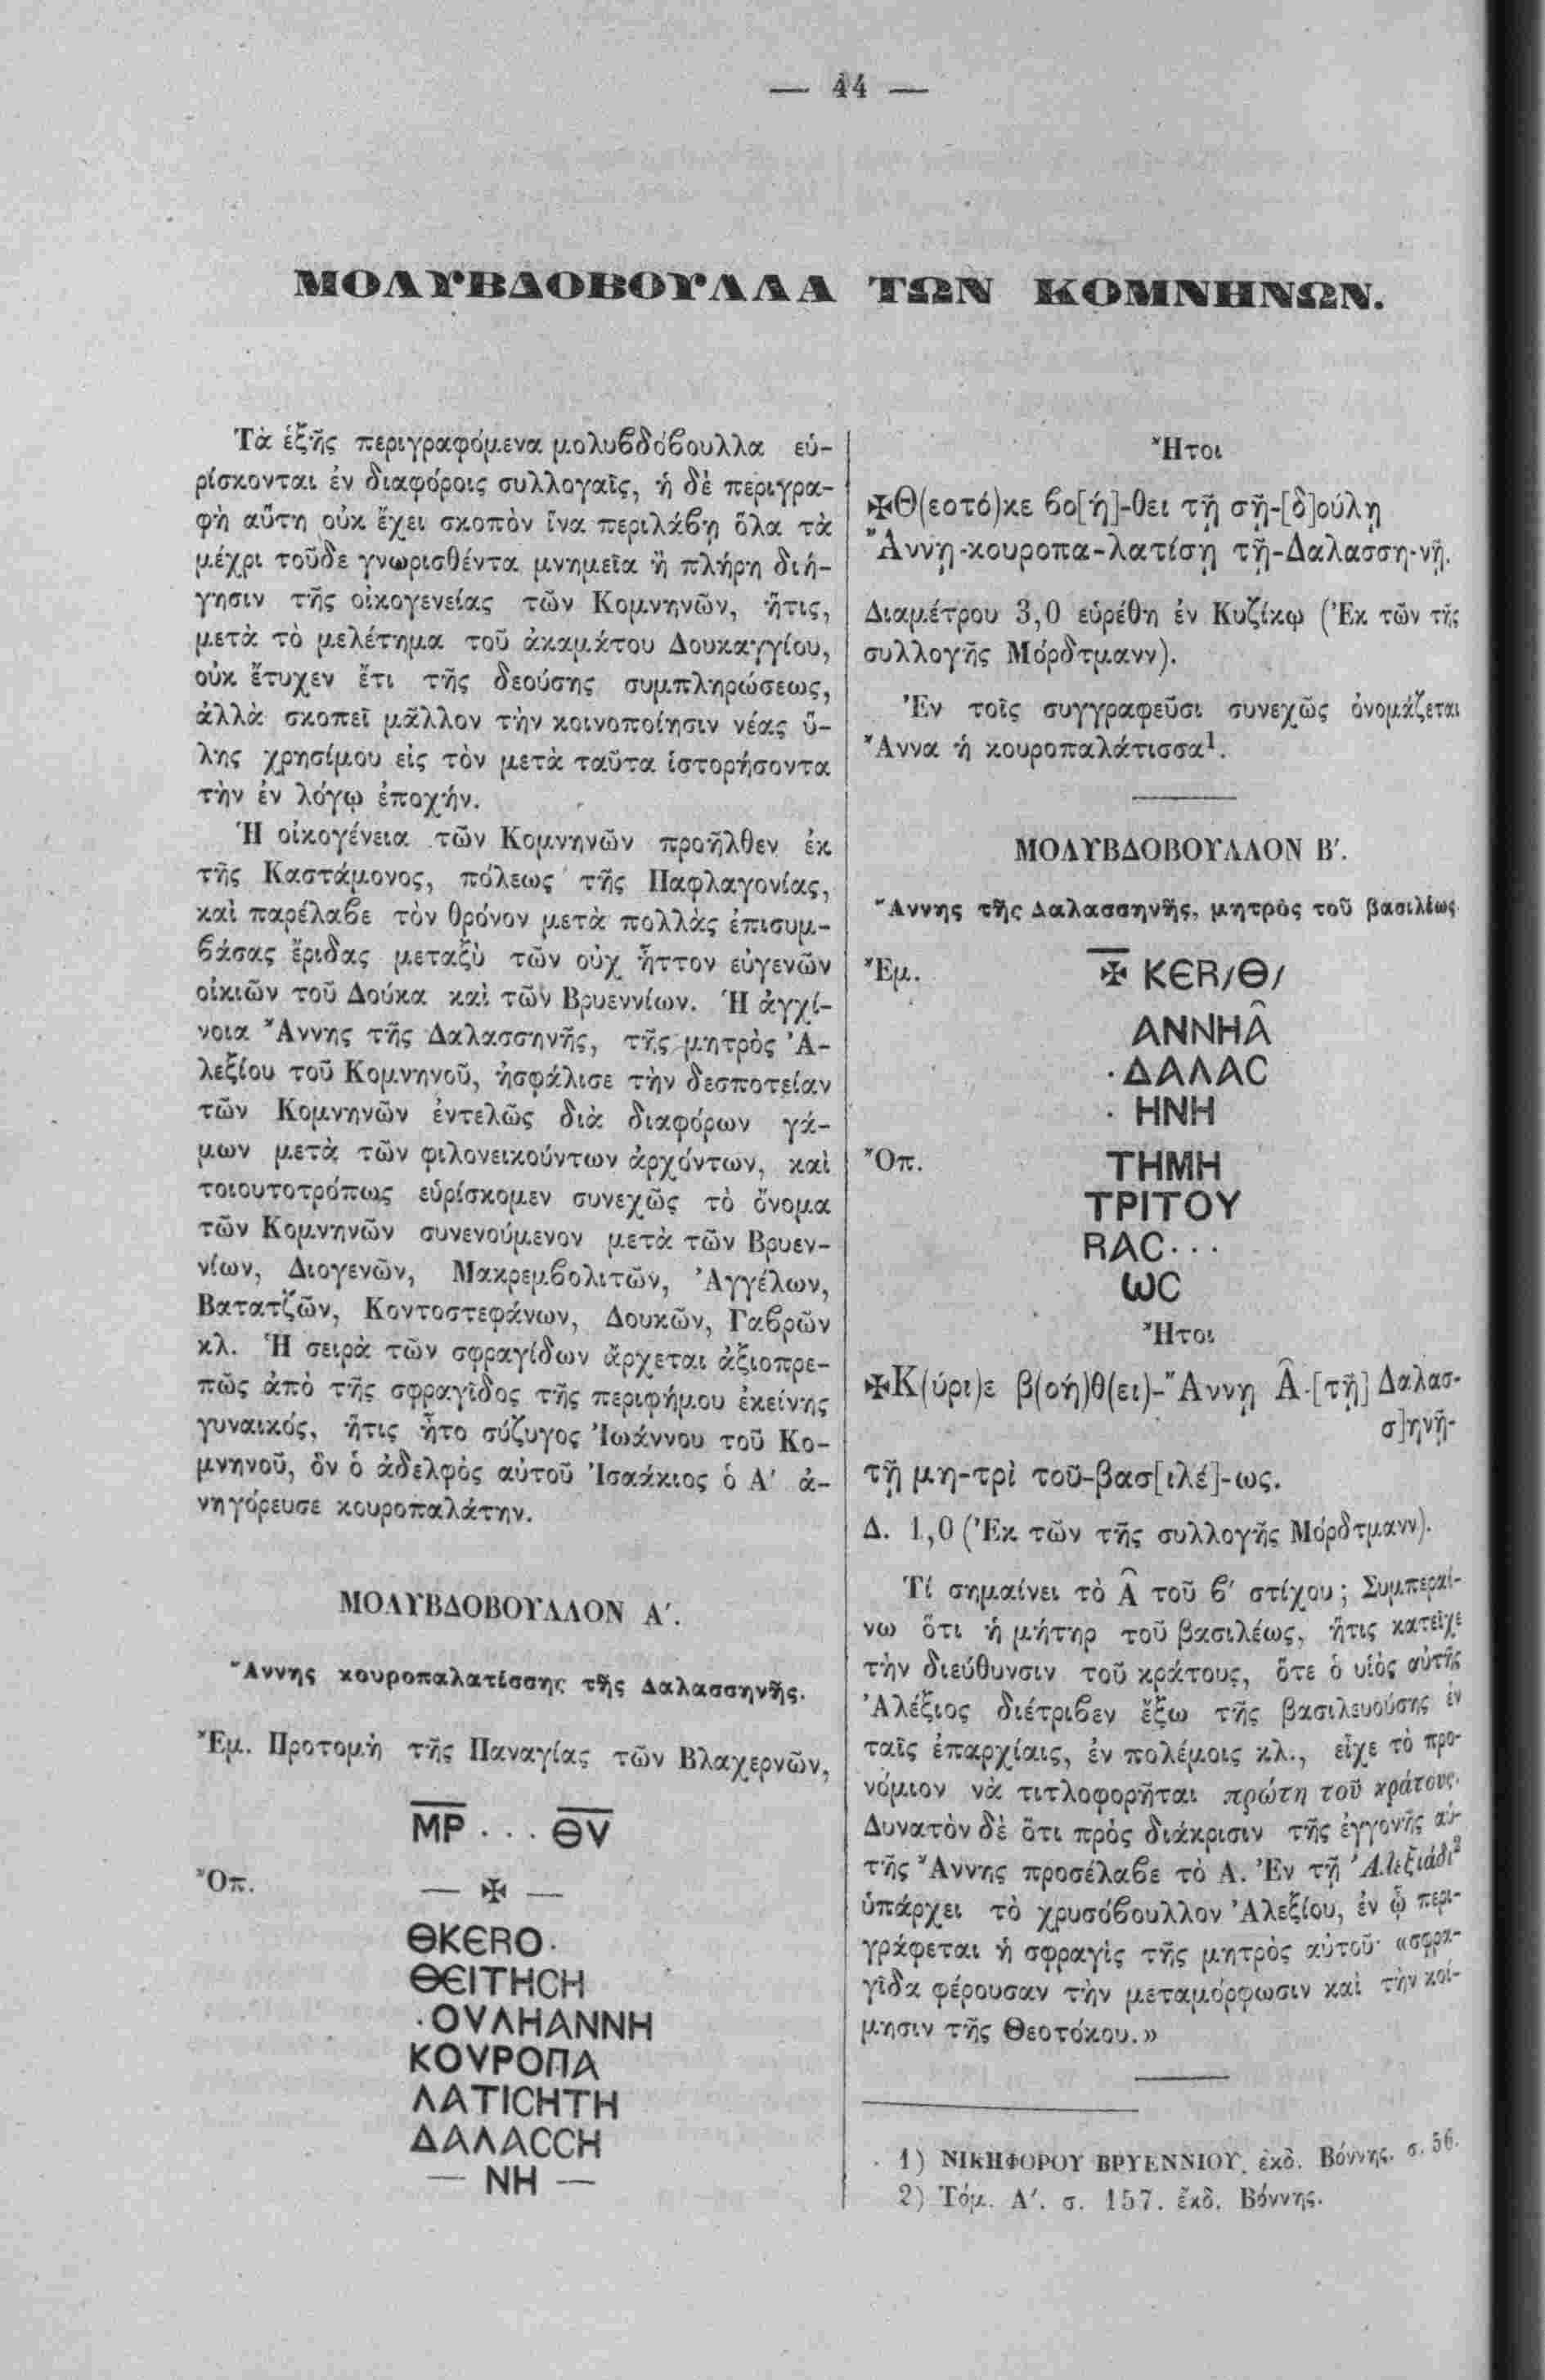 — 44 —
ΜΟΛΥΒΔΟΒΟΥΛΛΑ ΤΩΝ ΚΟΜΝΗΝΩΝ.
Τὰ ἑξῆς περιγραφόμενα μολυβδόβουλλα εὑ-
ρίσκονται ἐν διαφόροις συλλογαῖς, ἡ δὲ περιγρα-
φὴ αὕτη οὐκ ἔχει σκοπὸν ἵνα περιλάβῃ ὅλα τὰ
μέχρι τοῦδε γνωρισθέντα μνημεῖα ἢ πλήρη διή-
γησιν τῆς οἰκογενείας τῶν Κομνηνῶν, ἥτις,
μετὰ τὸ μελέτημα τοῦ ἀκαμάτου Δουκαγγίου,
οὐκ ἔτυχεν ἔτι τῆς δεούσης συμπληρώσεως,
ἀλλὰ σκοπεῖ μᾶλλον τὴν κοινοποίησιν νέας ὕ-
λης χρησίμου εἰς τὸν μετὰ ταῦτα ἱστορήσοντα
τὴν ἐν λόγῳ ἐποχήν.
Ἡ οἰκογένεια τῶν Κομνηνῶν προῆλθεν ἐκ
τῆς Καστάμονος, πόλεως τῆς Παφλαγονίας,
καὶ παρέλαβε τὸν θρόνον μετὰ πολλὰς ἐπισυμ-
βάσας ἔριδας μεταξὺ τῶν οὐχ ἧττον εὐγενῶν
οἰκιῶν τοῦ Δούκα καὶ τῶν Βρυεννίων. Ἡ ἀγχί-
νοια Ἄννης τῆς Δαλασσηνῆς, τῆς μητρὸς Ἀ-
λεξίου τοῦ Κομνηνοῦ, ἠσφάλισε τὴν δεσποτείαν
τῶν Κομνηνῶν ἐντελῶς διὰ διαφόρων γά-
μων μετὰ τῶν φιλονεικούντων ἀρχόντων, καὶ
τοιουτοτρόπως εὑρίσκομεν συνεχῶς τὸ ὄνομα
τῶν Κομνηνῶν συνενούμενον μετὰ τῶν Βρυεν-
νίων, Διογενῶν, Μακρεμβολιτῶν, Ἀγγέλων,
Βατατζῶν, Κοντοστεφάνων, Δουκῶν, Γαβρῶν
κλ. Ἡ σειρὰ τῶν σφραγίδων ἄρχεται ἀξιοπρε-
πῶς ἀπὸ τῆς σφραγῖδος τῆς περιφήμου ἐκείνης
γυναικός, ἥτις ἦτο σύζυγος Ἰωάννου τοῦ Κο-
μνηνοῦ, ὃν ὁ ἀδελφὸς αὐτοῦ Ἰσαάκιος ὁ Α' ἀ-
νηγόρευσε κουροπαλάτην.
ΜΟΛΥΒΔΟΒΟΥΛΛΟΝ Α'.
Ἄννης κουροπαλατίσσης τῆς Δαλασσηνῆς.
Ἔμ. Προτομὴ τῆς Παναγίας τῶν Βλαχερνῶν,
ΜΡ . . . ΘV
Ὄπ. — ✠ —
ΘΚЄRΟ·
ΘЄΙΤΗCΗ
·ΟVΛΗΑΝΝΗ
ΚΟVΡΟΠΑ
ΛΑΤΙCΗΤΗ
ΔΑΛΑCCΗ
— ΝΗ —
Ἤτοι
✠Θ(εοτό)κε βο[ή]-θει τῇ σῇ-[δ]ούλῃ
Ἄννῃ-κουροπα-λατίσῃ τῇ-Δαλασση-νῇ.
Διαμέτρου 3,0 εὑρέθη ἐν Κυζίκῳ (Ἐκ τῶν τῆς
συλλογῆς Μόρδτμανν).
Ἐν τοῖς συγγραφεῦσι συνεχῶς ὀνομάζεται
Ἄννα ἡ κουροπαλάτισσα¹.
ΜΟΛΥΒΔΟΒΟΥΛΛΟΝ Β'.
Ἄννης τῆς Δαλασσηνῆς, μητρὸς τοῦ βασιλέως
Ἔμ. ✠ ΚЄR/Θ/
ΑΝΝΗÂ
·ΔΑΛΑC
· ΗΝΗ
Ὄπ. ΤΗΜΗ
ΤΡΙΤΟΥ
RΑC···
ωC
Ἤτοι
✠Κ(ύρι)ε β(οή)θ(ει)-Ἄννῃ Â-[τῇ] Δαλασ-
σ]ηνῇ-
τῇ μη-τρὶ τοῦ-βασ[ιλέ]-ως.
Δ. 1,0 (Ἐκ τῶν τῆς συλλογῆς Μόρδτμανν).
Τί σημαίνει τὸ Â τοῦ β' στίχου; Συμπεραί-
νω ὅτι ἡ μήτηρ τοῦ βασιλέως, ἥτις κατεῖχε
τὴν διεύθυνσιν τοῦ κράτους, ὅτε ὁ υἱὸς αὐτῆς
Ἀλέξιος διέτριβεν ἔξω τῆς βασιλευούσης ἐν
ταῖς ἐπαρχίαις, ἐν πολέμοις κλ., εἶχε τὸ προ-
νόμιον νὰ τιτλοφορῆται πρώτη τοῦ κράτους.
Δυνατὸν δὲ ὅτι πρὸς διάκρισιν τῆς ἐγγονῆς αὐ-
τῆς Ἄννης προσέλαβε τὸ Α. Ἐν τῇ Ἀλεξιάδι²
ὑπάρχει τὸ χρυσόβουλλον Ἀλεξίου, ἐν ᾧ περι-
γράφεται ἡ σφραγὶς τῆς μητρὸς αὐτοῦ· «σφρα-
γῖδα φέρουσαν τὴν μεταμόρφωσιν καὶ τὴν κοί-
μησιν τῆς Θεοτόκου.»
1) ΝΙΚΗΦΟΡΟΥ ΒΡΥΕΝΝΙΟΥ, ἐκδ. Βόννης. σ. 56.
2) Τόμ. Α'. σ. 157. ἔκδ. Βόννης.